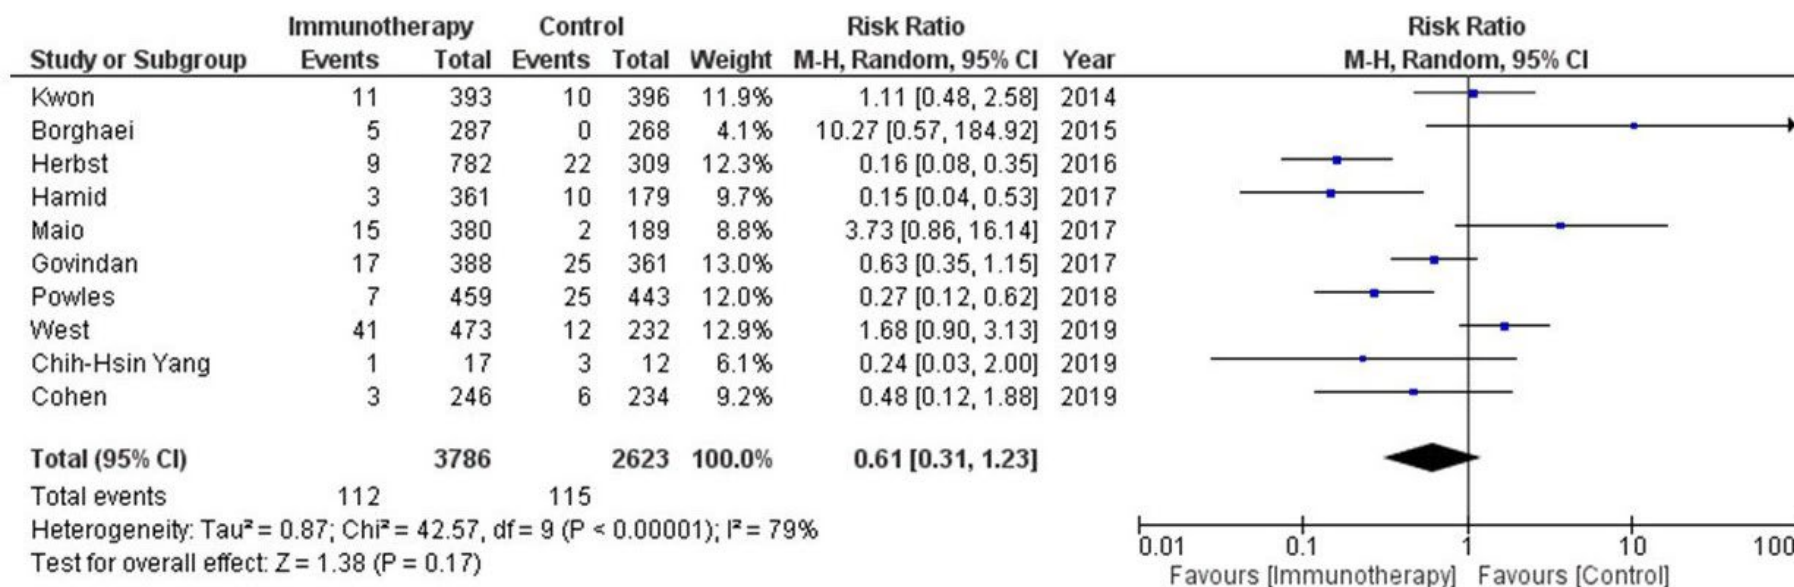 Immunotherapy Control Risk Ratio Risk Ratio
Study or Subgroup Events Total Events Total Weight M-H, Random, 95% CI Year M-H, Random, 95% CI
Kwon 11 393 10 396 11.9% 1.11 [0.48, 2.58] 2014
Borghaei 5 287 0 268 4.1% 10.27 [0.57, 184.92] 2015
Herbst 9 782 22 309 12.3% 0.16 [0.08, 0.35] 2016
Hamid 3 361 10 179 9.7% 0.15 [0.04, 0.53] 2017
Maio 15 380 2 189 8.8% 3.73 [0.86, 16.14] 2017
Govindan 17 388 25 361 13.0% 0.63 [0.35, 1.15] 2017
Powles 7 459 25 443 12.0% 0.27 [0.12, 0.62] 2018
West 41 473 12 232 12.9% 1.68 [0.90, 3.13] 2019
Chih-Hsin Yang 1 17 3 12 6.1% 0.24 [0.03, 2.00] 2019
Cohen 3 246 6 234 9.2% 0.48 [0.12, 1.88] 2019
Total (95% CI) 3786 2623 100.0% 0.61 [0.31, 1.23]
Total events 112 115
Heterogeneity: Tau² = 0.87; Chi² = 42.57, df = 9 (P < 0.00001); I² = 79%
Test for overall effect: Z = 1.38 (P = 0.17)
0.01 0.1 1 10 100
Favours [Immunotherapy] Favours [Control]